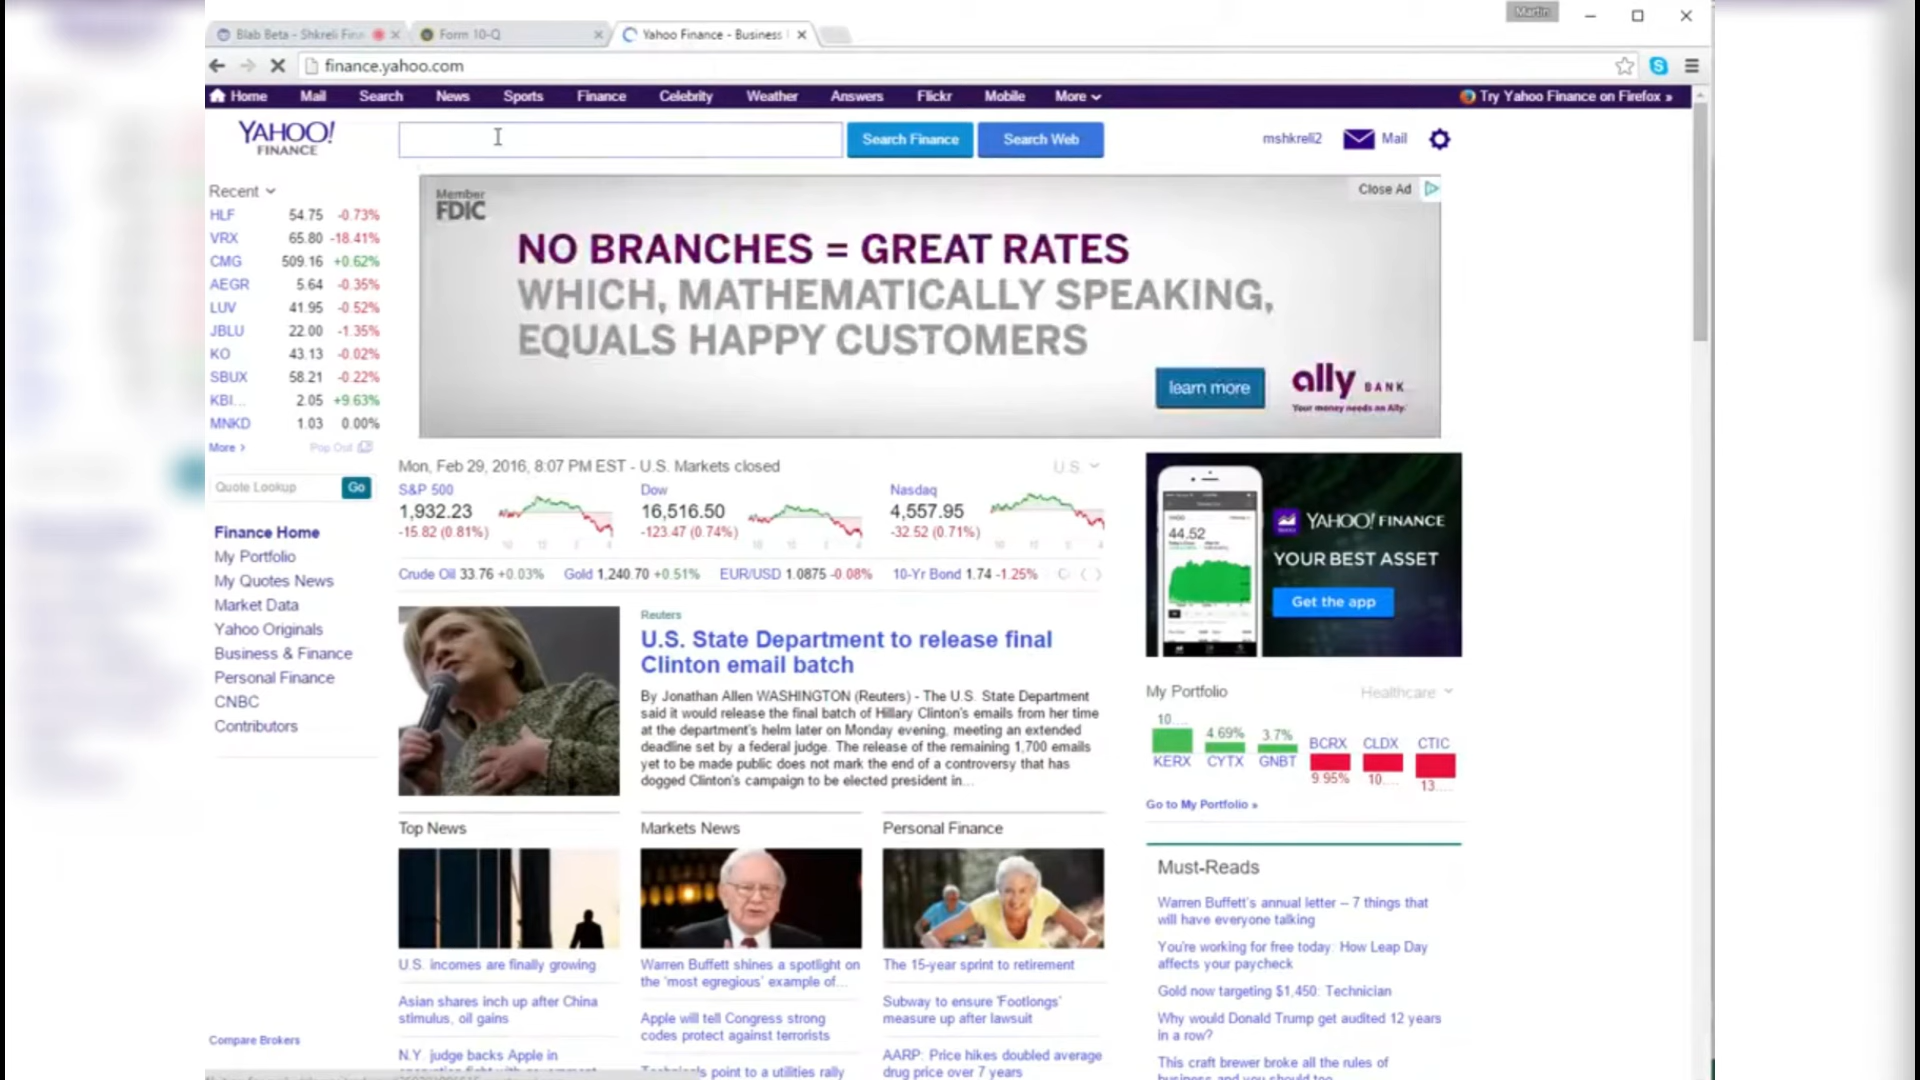 Martin
Blab Beta - Shkreli Fin
Form 10-Q
Yahoo Finance - Business
finance.yahoo.com
Home Mail Search News Sports Finance Celebrity Weather Answers Flickr Mobile More
Try Yahoo Finance on Firefox »
YAHOO!
FINANCE
Search Finance
Search Web
mshkreli2
Mail
Recent
HLF 54.75 -0.73%
VRX 65.80 -18.41%
CMG 509.16 +0.62%
AEGR 5.64 -0.35%
LUV 41.95 -0.52%
JBLU 22.00 -1.35%
KO 43.13 -0.02%
SBUX 58.21 -0.22%
KBI... 2.05 +9.63%
MNKD 1.03 0.00%
More >
Pop Out
Quote Lookup
Go
Finance Home
My Portfolio
My Quotes News
Market Data
Yahoo Originals
Business & Finance
Personal Finance
CNBC
Contributors
Compare Brokers
Member
FDIC
Close Ad
NO BRANCHES = GREAT RATES
WHICH, MATHEMATICALLY SPEAKING,
EQUALS HAPPY CUSTOMERS
learn more
ally BANK
Your money needs an Ally.
Mon, Feb 29, 2016, 8:07 PM EST - U.S. Markets closed
U.S.
S&P 500
1,932.23
-15.82 (0.81%)
Dow
16,516.50
-123.47 (0.74%)
Nasdaq
4,557.95
-32.52 (0.71%)
Crude Oil 33.76 +0.03% Gold 1,240.70 +0.51% EUR/USD 1.0875 -0.08% 10-Yr Bond 1.74 -1.25%
Reuters
U.S. State Department to release final
Clinton email batch
By Jonathan Allen WASHINGTON (Reuters) - The U.S. State Department
said it would release the final batch of Hillary Clinton's emails from her time
at the department's helm later on Monday evening, meeting an extended
deadline set by a federal judge. The release of the remaining 1,700 emails
yet to be made public does not mark the end of a controversy that has
dogged Clinton's campaign to be elected president in...
Top News
U.S. incomes are finally growing
Asian shares inch up after China
stimulus, oil gains
N.Y. judge backs Apple in
Markets News
Warren Buffett shines a spotlight on
the 'most egregious' example of...
Apple will tell Congress strong
codes protect against terrorists
point to a utilities rally
Personal Finance
The 15-year sprint to retirement
Subway to ensure 'Footlongs'
measure up after lawsuit
AARP: Price hikes doubled average
drug price over 7 years
44.52
YAHOO! FINANCE
YOUR BEST ASSET
Get the app
My Portfolio
Healthcare
10....
KERX
4.69%
CYTX
3.7%
GNBT
BCRX
9.95%
CLDX
10....
CTIC
13....
Go to My Portfolio »
Must-Reads
Warren Buffett's annual letter – 7 things that
will have everyone talking
You're working for free today: How Leap Day
affects your paycheck
Gold now targeting $1,450: Technician
Why would Donald Trump get audited 12 years
in a row?
This craft brewer broke all the rules of
business and you should too